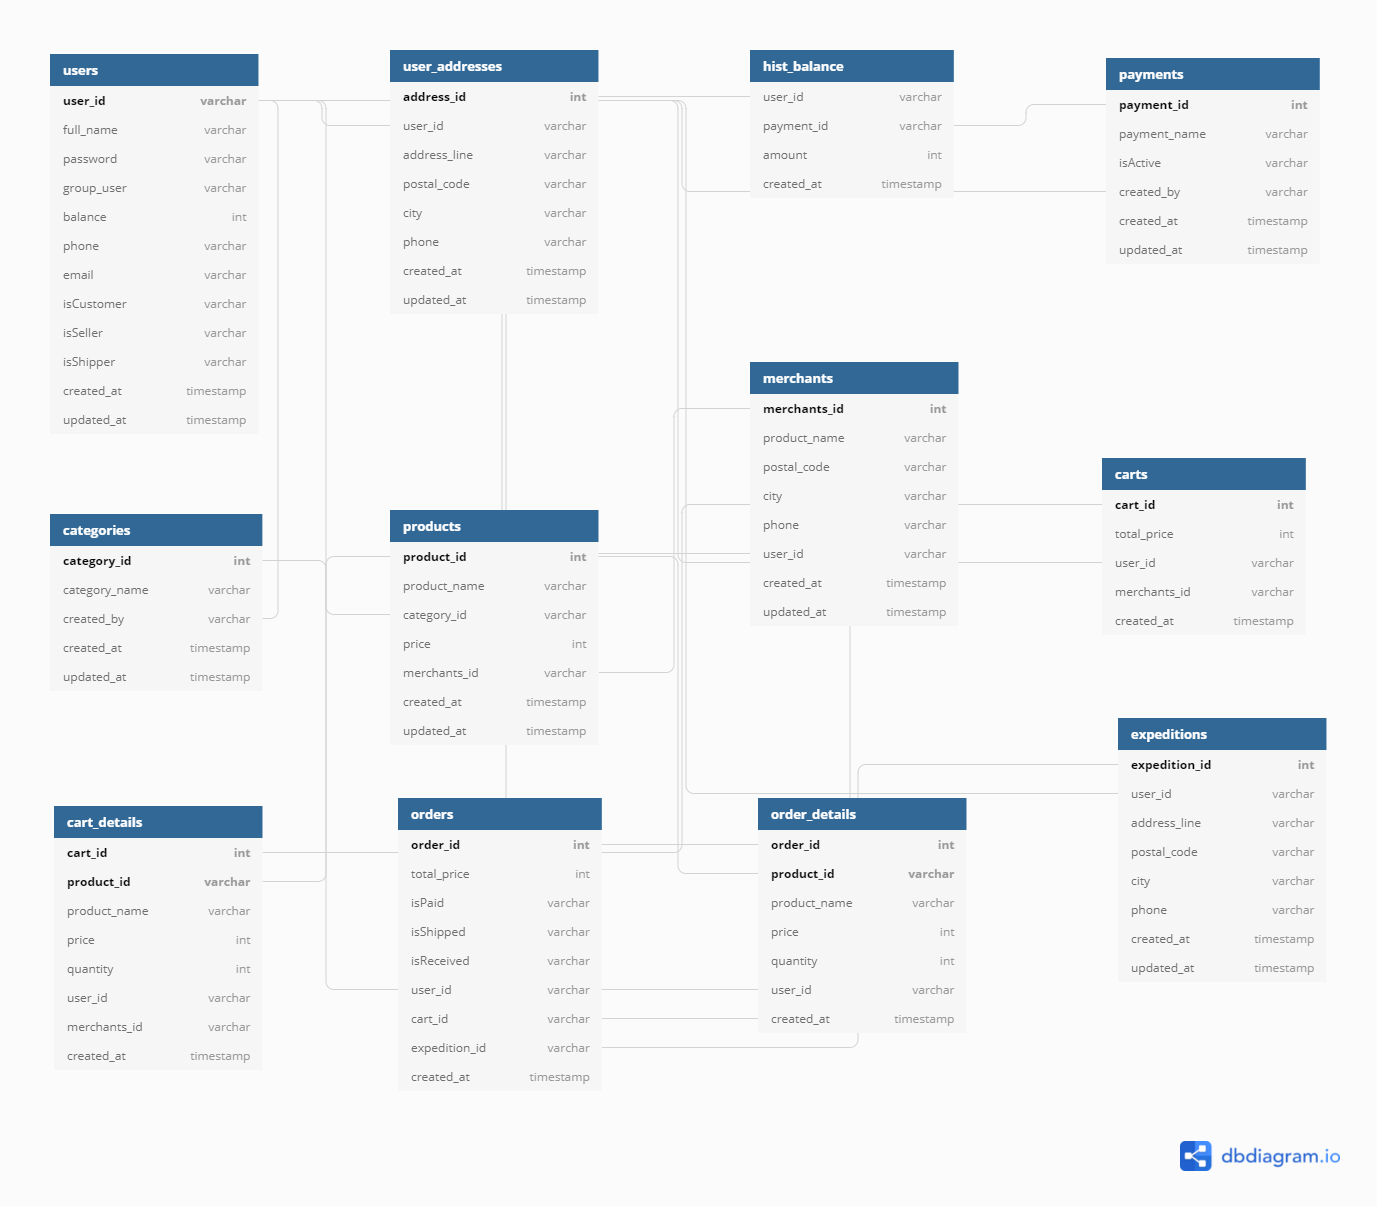 users
user_id varchar
full_name varchar
password varchar
group_user varchar
balance int
phone varchar
email varchar
isCustomer varchar
isSeller varchar
isShipper varchar
created_at timestamp
updated_at timestamp
user_addresses
address_id int
user_id varchar
address_line varchar
postal_code varchar
city varchar
phone varchar
created_at timestamp
updated_at timestamp
hist_balance
user_id varchar
payment_id varchar
amount int
created_at timestamp
payments
payment_id int
payment_name varchar
isActive varchar
created_by varchar
created_at timestamp
updated_at timestamp
merchants
merchants_id int
product_name varchar
postal_code varchar
city varchar
phone varchar
user_id varchar
created_at timestamp
updated_at timestamp
carts
cart_id int
total_price int
user_id varchar
merchants_id varchar
created_at timestamp
categories
category_id int
category_name varchar
created_by varchar
created_at timestamp
updated_at timestamp
products
product_id int
product_name varchar
category_id varchar
price int
merchants_id varchar
created_at timestamp
updated_at timestamp
expeditions
expedition_id int
user_id varchar
address_line varchar
postal_code varchar
city varchar
phone varchar
created_at timestamp
updated_at timestamp
cart_details
cart_id int
product_id varchar
product_name varchar
price int
quantity int
user_id varchar
merchants_id varchar
created_at timestamp
orders
order_id int
total_price int
isPaid varchar
isShipped varchar
isReceived varchar
user_id varchar
cart_id varchar
expedition_id varchar
created_at timestamp
order_details
order_id int
product_id varchar
product_name varchar
price int
quantity int
user_id varchar
created_at timestamp
dbdiagram.io